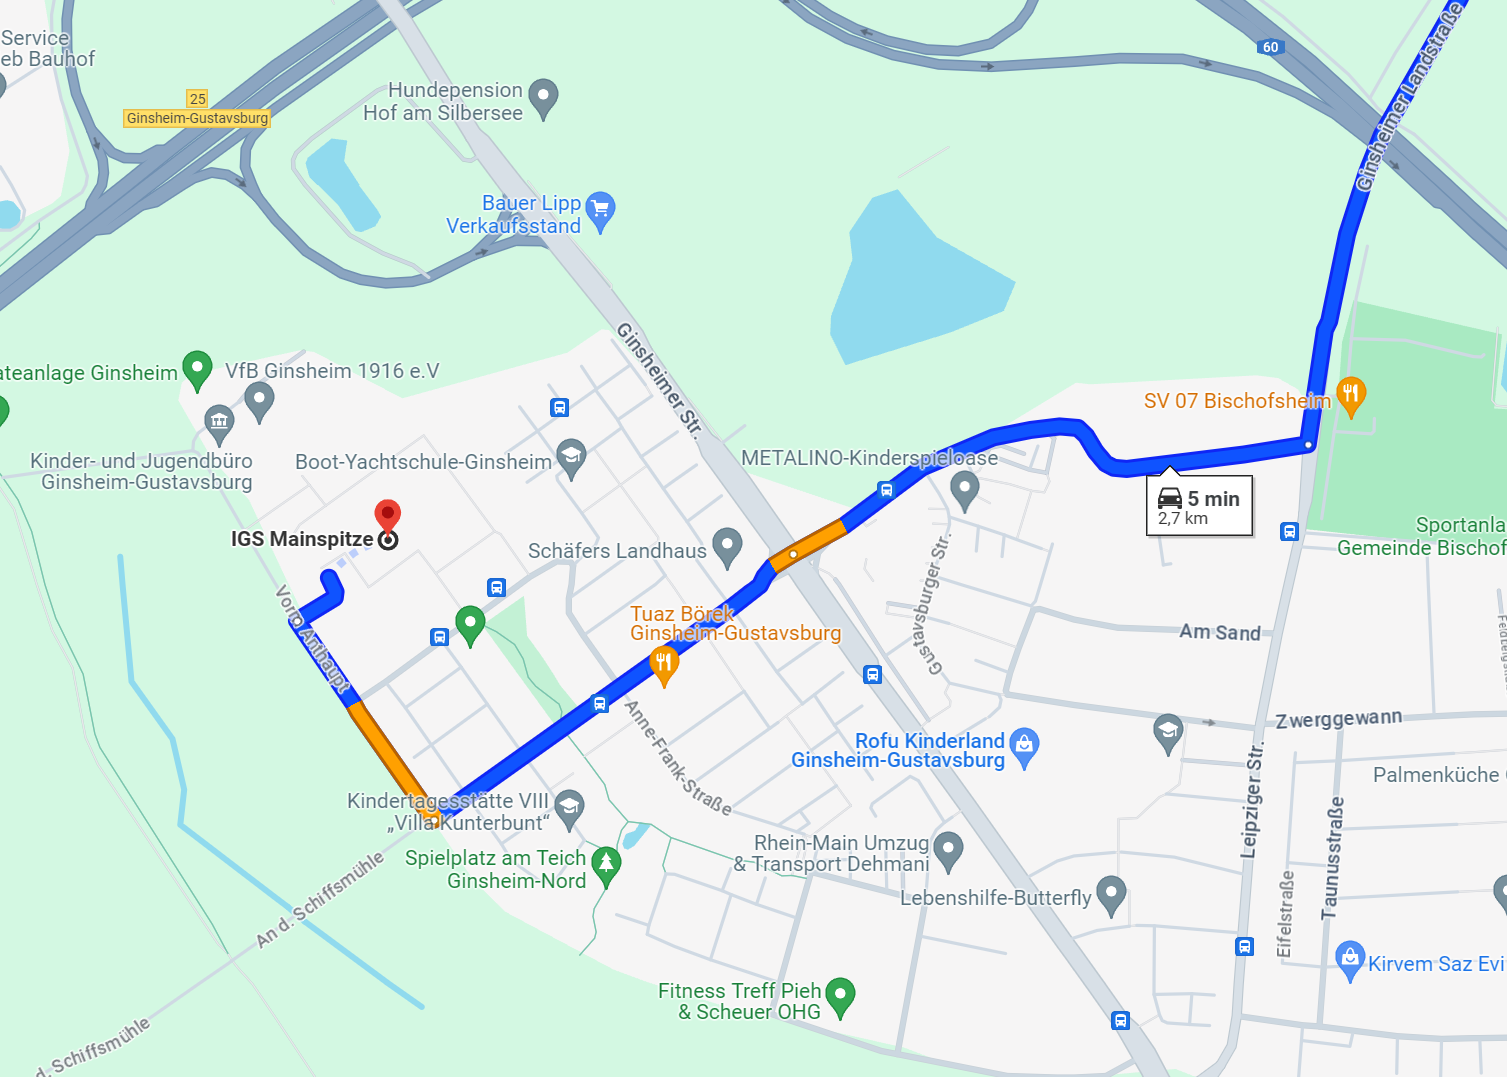 Service
eb Bauhof
25
Ginsheim-Gustavsburg
Hundepension
Hof am Silbersee
60
Ginsheimer Landstraße
Bauer Lipp
Verkaufsstand
Ginsheimer Str.
ateanlage Ginsheim
VfB Ginsheim 1916 e.V
SV 07 Bischofsheim
Kinder- und Jugendbüro
Ginsheim-Gustavsburg
Boot-Yachtschule-Ginsheim
METALINO-Kinderspieloase
5 min
2,7 km
IGS Mainspitze
Schäfers Landhaus
Sportanla
Gemeinde Bischof
Gustavsburger Str.
Vorm Anthaupt
Tuaz Börek
Ginsheim-Gustavsburg
Am Sand
Anne-Frank-Straße
Zwerggewann
Rofu Kinderland
Ginsheim-Gustavsburg
Leipziger Str.
Palmenküche
Kindertagesstätte VIII
„Villa Kunterbunt“
Taunusstraße
Rhein-Main Umzug
& Transport Dehmani
Spielplatz am Teich
Ginsheim-Nord
Lebenshilfe-Butterfly
An d. Schiffsmühle
Eifelstraße
Kirvem Saz Evi
Fitness Treff Pieh
& Scheuer OHG
d. Schiffsmühle